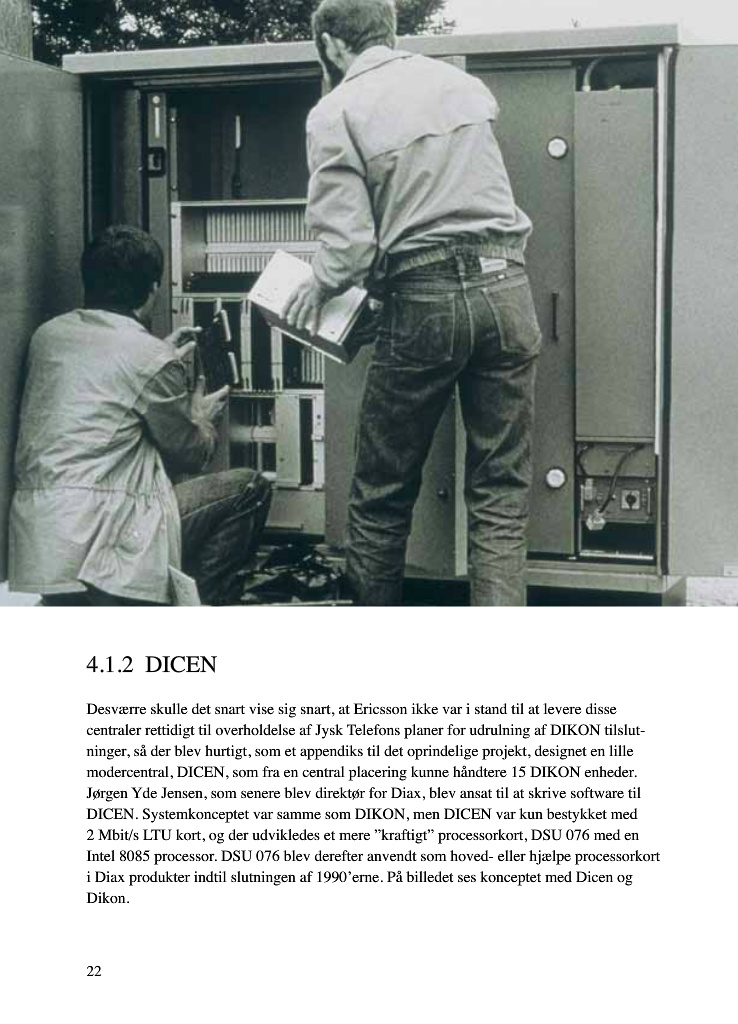 4.1.2 DICEN
Desværre skulle det snart vise sig snart, at Ericsson ikke var i stand til at levere disse
centraler rettidigt til overholdelse af Jysk Telefons planer for udrulning af DIKON tilslut-
ninger, så der blev hurtigt, som et appendiks til det oprindelige projekt, designet en lille
modercentral, DICEN, som fra en central placering kunne håndtere 15 DIKON enheder.
Jørgen Yde Jensen, som senere blev direktør for Diax, blev ansat til at skrive software til
DICEN. Systemkonceptet var samme som DIKON, men DICEN var kun bestykket med
2 Mbit/s LTU kort, og der udvikledes et mere ”kraftigt” processorkort, DSU 076 med en
Intel 8085 processor. DSU 076 blev derefter anvendt som hoved- eller hjælpe processorkort
i Diax produkter indtil slutningen af 1990’erne. På billedet ses konceptet med Dicen og
Dikon.
22